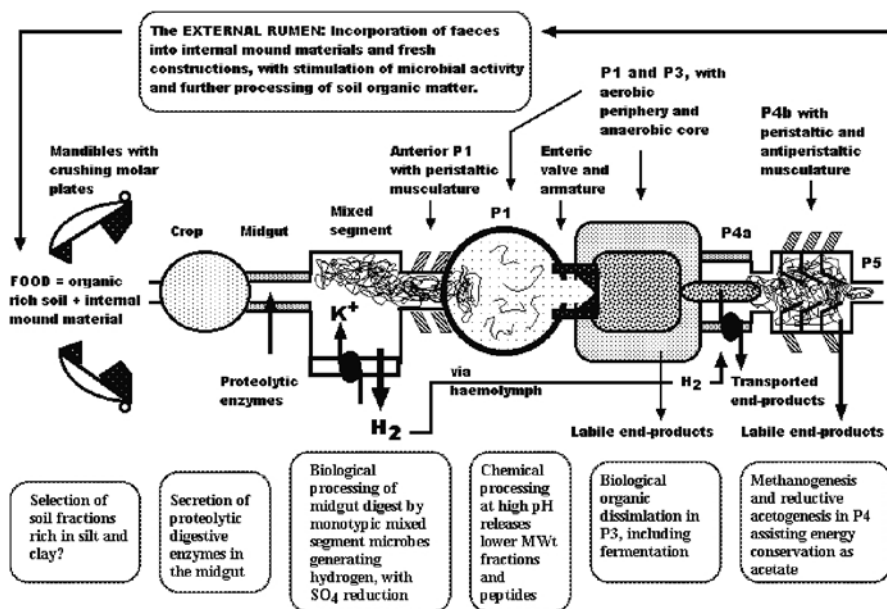 The EXTERNAL RUMEN: Incorporation of faeces
into internal mound materials and fresh
constructions, with stimulation of microbial activity
and further processing of soil organic matter.
P1 and P3, with
aerobic
periphery and
anaerobic core
P4b with
peristaltic and
antiperistaltic
musculature
Mandibles with
crushing molar
plates
Anterior P1
with peristaltic
musculature
Enteric
valve and
armature
Crop
Midgut
Mixed
segment
P1
P4a
P5
FOOD = organic
rich soil + internal
mound material
K+
Proteolytic
enzymes
H2
via
haemolymph
H2
Transported
end-products
Labile end-products
Labile end-products
Selection of
soil fractions
rich in silt and
clay?
Secretion of
proteolytic
digestive
enzymes in
the midgut
Biological
processing of
midgut digest by
monotypic mixed
segment microbes
generating
hydrogen, with
SO4 reduction
Chemical
processing
at high pH
releases
lower MWt
fractions
and
peptides
Biological
organic
dissimlation in
P3, including
fermentation
Methanogenesis
and reductive
acetogenesis in P4
assisting energy
conservation as
acetate